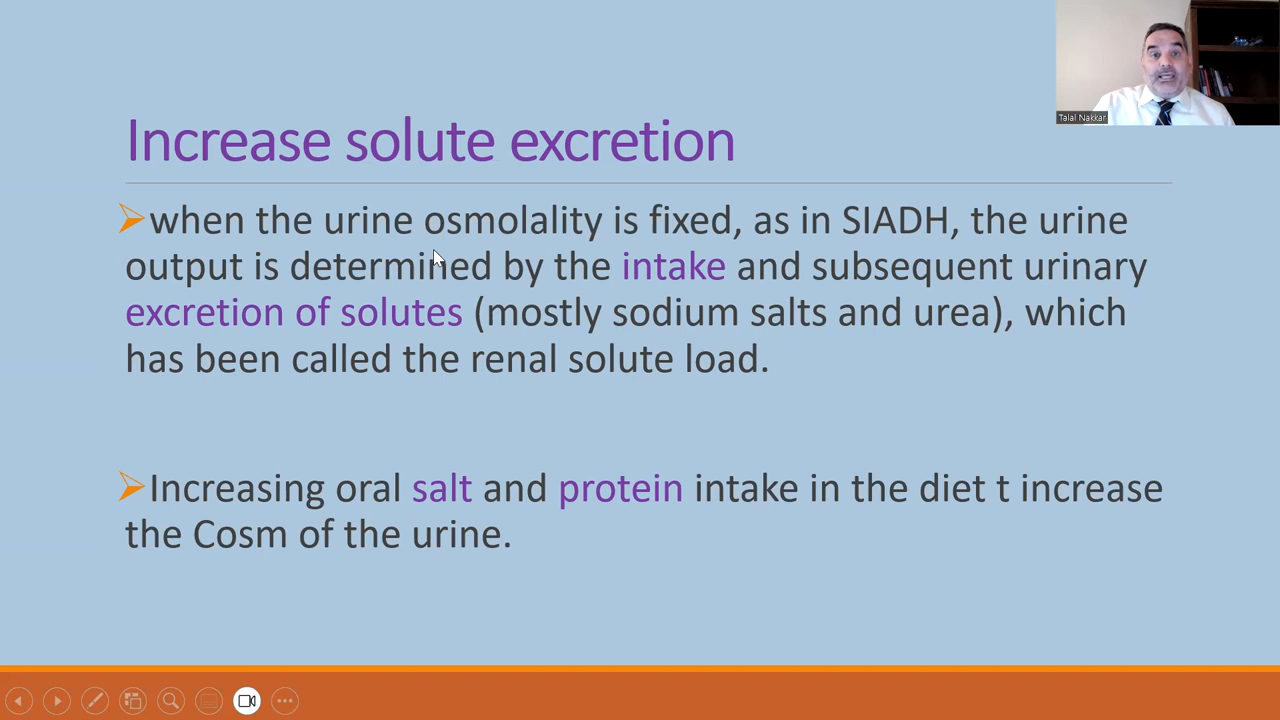 Talal Nakkar
Increase solute excretion
when the urine osmolality is fixed, as in SIADH, the urine
output is determined by the intake and subsequent urinary
excretion of solutes (mostly sodium salts and urea), which
has been called the renal solute load.
Increasing oral salt and protein intake in the diet t increase
the Cosm of the urine.